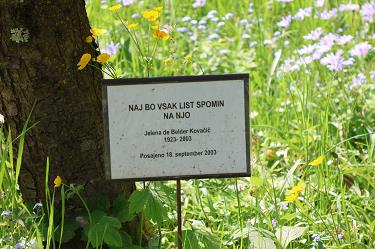 NAJ BO VSAK LIST SPOMIN
NA NJO
Jelena de Belder Kovačič
1923- 2003
Posajeno 18. september 2003